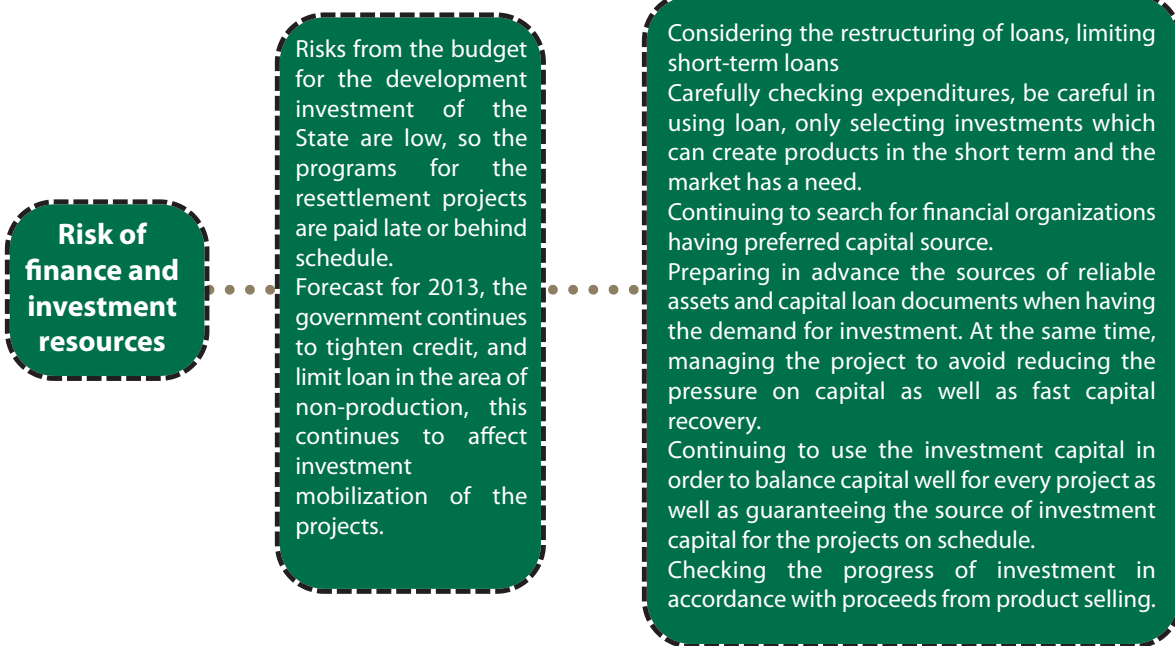 Risk of
finance and
investment
resources
Risks from the budget
for the development
investment of the
State are low, so the
programs for the
resettlement projects
are paid late or behind
schedule.
Forecast for 2013, the
government continues
to tighten credit, and
limit loan in the area of
non-production, this
continues to affect
investment
mobilization of the
projects.
Considering the restructuring of loans, limiting
short-term loans
Carefully checking expenditures, be careful in
using loan, only selecting investments which
can create products in the short term and the
market has a need.
Continuing to search for financial organizations
having preferred capital source.
Preparing in advance the sources of reliable
assets and capital loan documents when having
the demand for investment. At the same time,
managing the project to avoid reducing the
pressure on capital as well as fast capital
recovery.
Continuing to use the investment capital in
order to balance capital well for every project as
well as guaranteeing the source of investment
capital for the projects on schedule.
Checking the progress of investment in
accordance with proceeds from product selling.